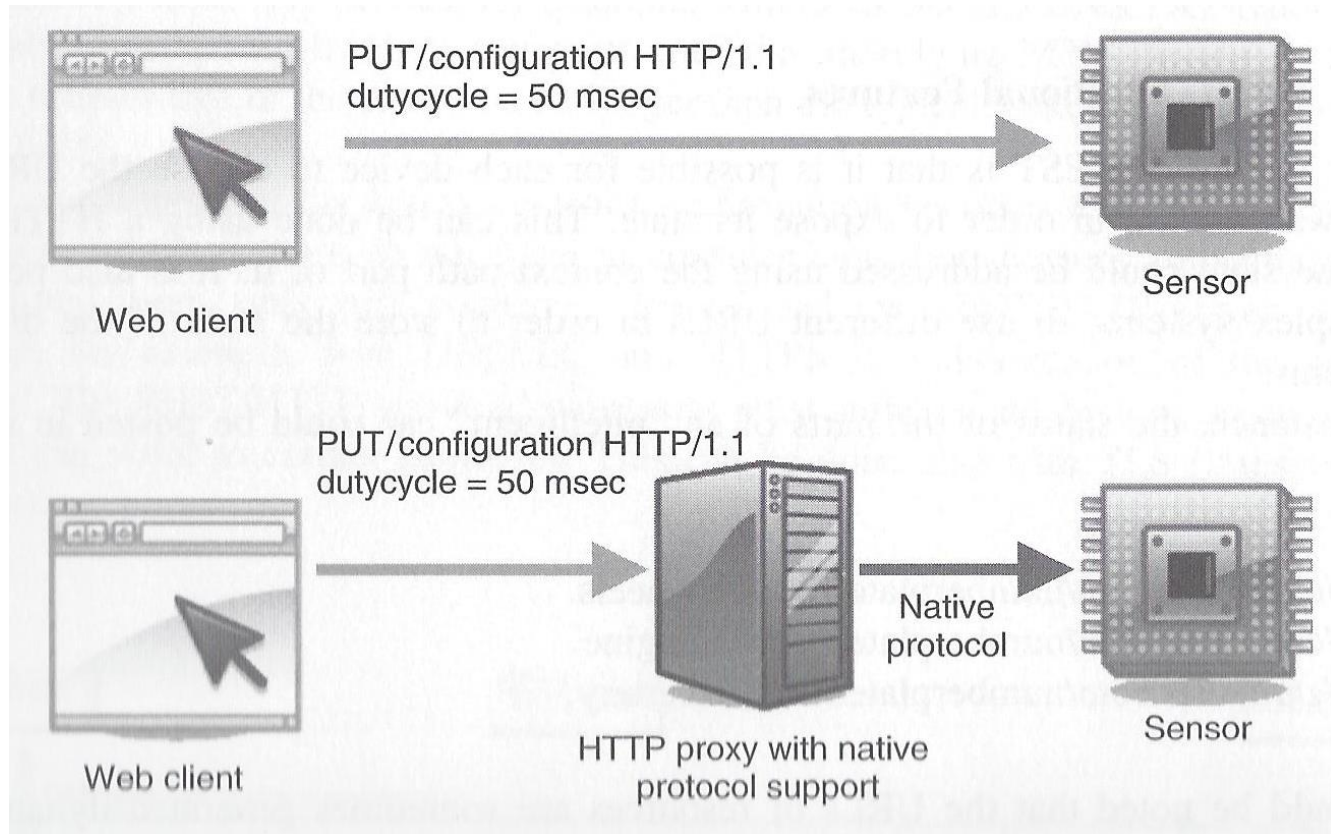 PUT/configuration HTTP/1.1
dutycycle = 50 msec
Web client
Sensor
PUT/configuration HTTP/1.1
dutycycle = 50 msec
Native
protocol
Sensor
HTTP proxy with native
protocol support
Web client